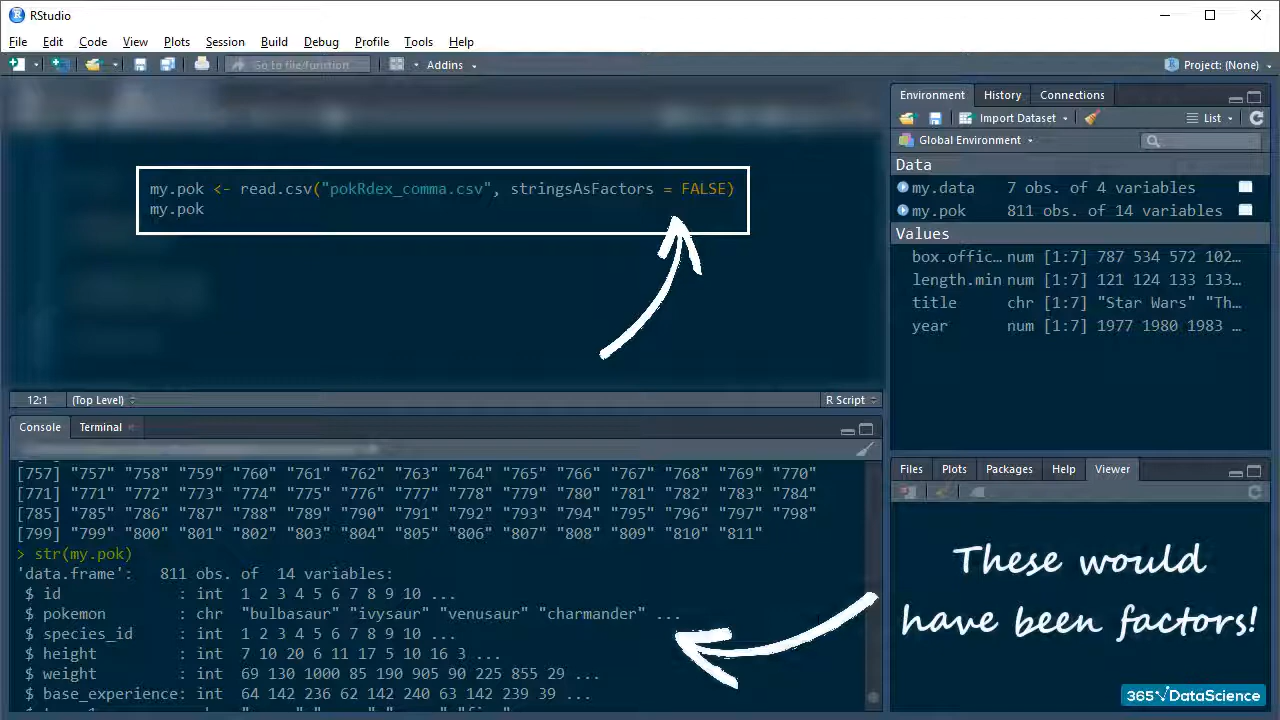 RStudio
File Edit Code View Plots Session Build Debug Profile Tools Help
Go to file/function Addins Project: (None)
my.pok <- read.csv("pokRdex_comma.csv", stringsAsFactors = FALSE)
my.pok
12:1 (Top Level) R Script
Console Terminal
[757] "757" "758" "759" "760" "761" "762" "763" "764" "765" "766" "767" "768" "769" "770"
[771] "771" "772" "773" "774" "775" "776" "777" "778" "779" "780" "781" "782" "783" "784"
[785] "785" "786" "787" "788" "789" "790" "791" "792" "793" "794" "795" "796" "797" "798"
[799] "799" "800" "801" "802" "803" "804" "805" "806" "807" "808" "809" "810" "811"
> str(my.pok)
'data.frame': 811 obs. of 14 variables:
$ id : int 1 2 3 4 5 6 7 8 9 10 ...
$ pokemon : chr "bulbasaur" "ivysaur" "venusaur" "charmander" ...
$ species_id : int 1 2 3 4 5 6 7 8 9 10 ...
$ height : int 7 10 20 6 11 17 5 10 16 3 ...
$ weight : int 69 130 1000 85 190 905 90 225 855 29 ...
$ base_experience: int 64 142 236 62 142 240 63 142 239 39 ...
Environment History Connections
Import Dataset List
Global Environment
Data
my.data 7 obs. of 4 variables
my.pok 811 obs. of 14 variables
Values
box.offic… num [1:7] 787 534 572 102…
length.min num [1:7] 121 124 133 133…
title chr [1:7] "Star Wars" "Th…
year num [1:7] 1977 1980 1983 …
Files Plots Packages Help Viewer
These would
have been factors!
365 DataScience